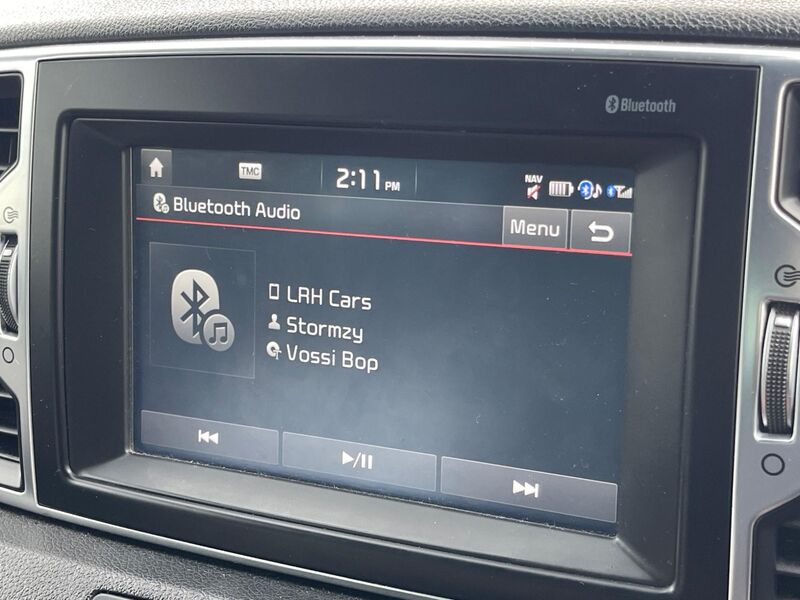 Bluetooth
TMC
2:11 PM
NAV
Bluetooth Audio
Menu
LRH Cars
Stormzy
Vossi Bop